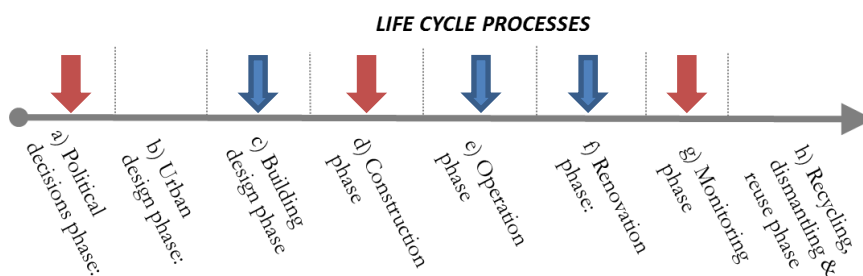 LIFE CYCLE PROCESSES
a) Political
decisions phase:
b) Urban
design phase:
c) Building
design phase
d) Construction
phase
e) Operation
phase
f) Renovation
phase:
g) Monitoring
phase
h) Recycling,
dismantling &
reuse phase